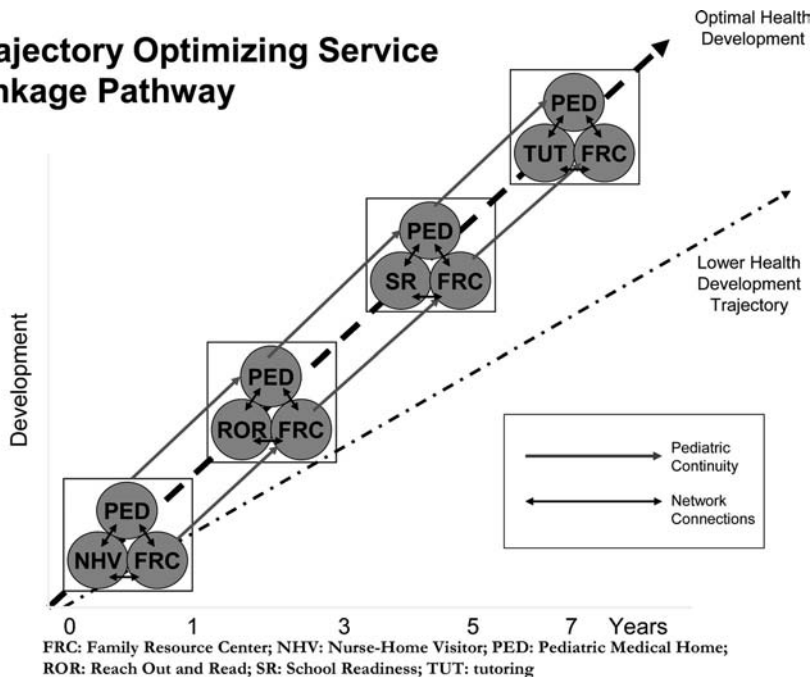 ajectory Optimizing Service
nkage Pathway
Optimal Health
Development
PED
TUT FRC
PED
SR FRC
Lower Health
Development
Trajectory
PED
ROR FRC
Development
Pediatric
Continuity
Network
Connections
PED
NHV FRC
0 1 3 5 7 Years
FRC: Family Resource Center; NHV: Nurse-Home Visitor; PED: Pediatric Medical Home;
ROR: Reach Out and Read; SR: School Readiness; TUT: tutoring